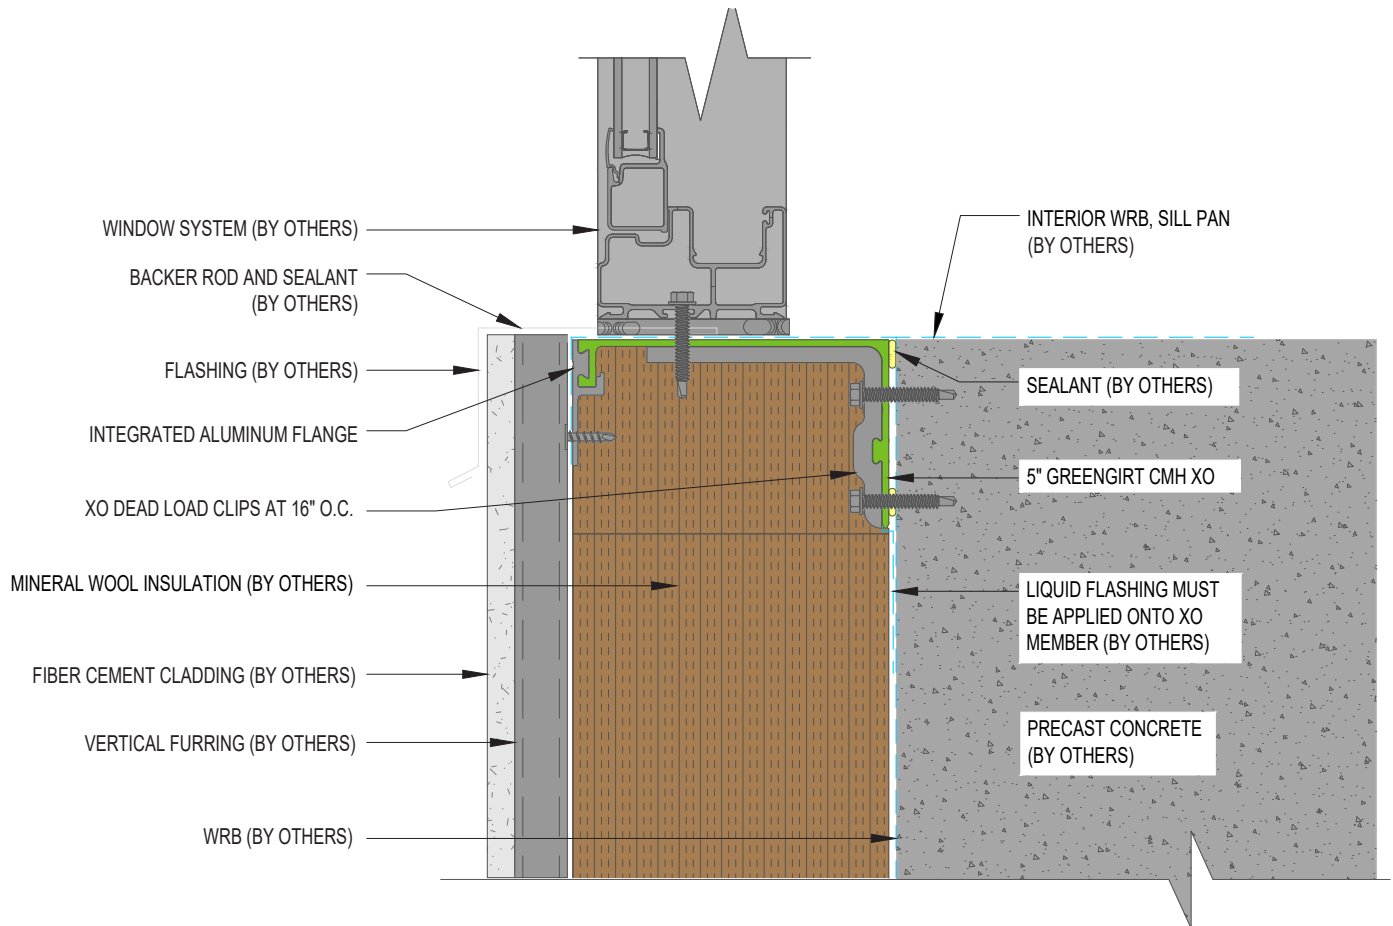 WINDOW SYSTEM (BY OTHERS)
BACKER ROD AND SEALANT
(BY OTHERS)
FLASHING (BY OTHERS)
INTEGRATED ALUMINUM FLANGE
XO DEAD LOAD CLIPS AT 16" O.C.
MINERAL WOOL INSULATION (BY OTHERS)
FIBER CEMENT CLADDING (BY OTHERS)
VERTICAL FURRING (BY OTHERS)
WRB (BY OTHERS)
INTERIOR WRB, SILL PAN
(BY OTHERS)
SEALANT (BY OTHERS)
5" GREENGIRT CMH XO
LIQUID FLASHING MUST
BE APPLIED ONTO XO
MEMBER (BY OTHERS)
PRECAST CONCRETE
(BY OTHERS)